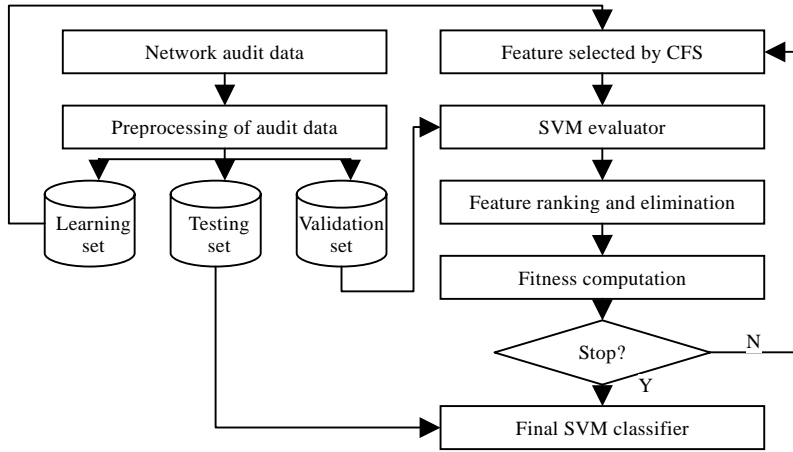 Network audit data
Preprocessing of audit data
Learning
set
Testing
set
Validation
set
Feature selected by CFS
SVM evaluator
Feature ranking and elimination
Fitness computation
Stop?
N
Y
Final SVM classifier